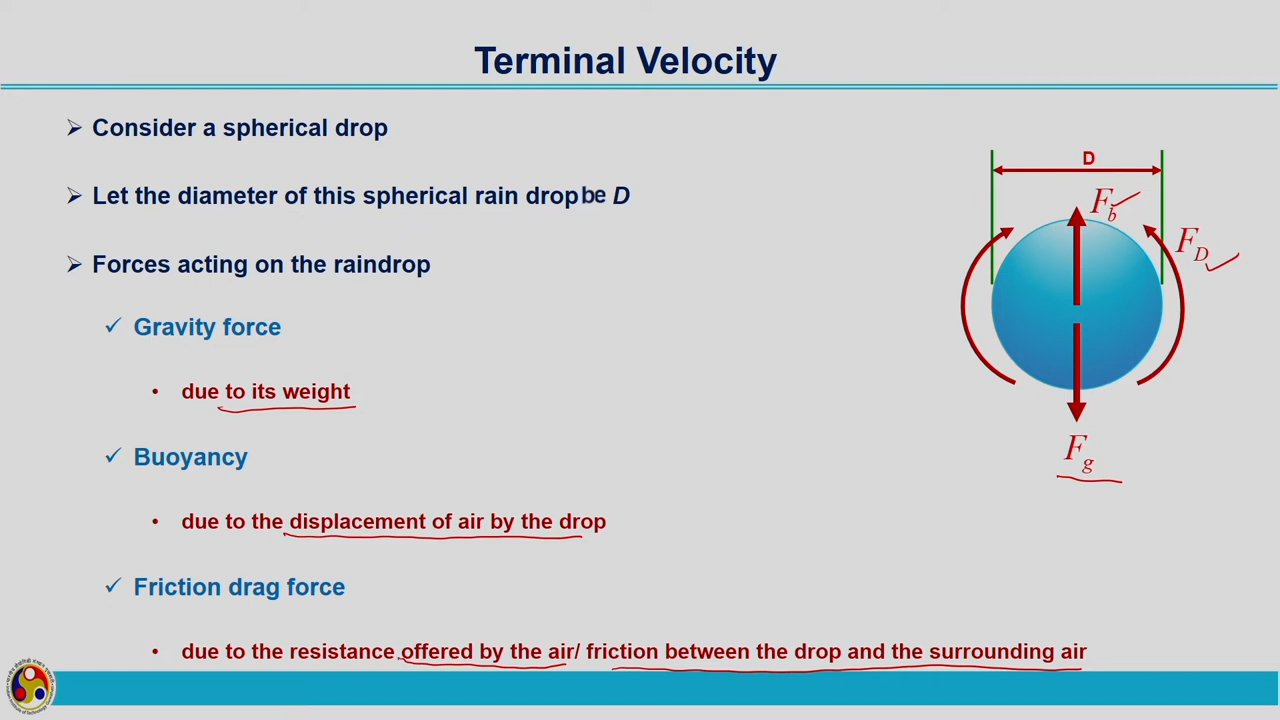 Terminal Velocity
Consider a spherical drop
Let the diameter of this spherical rain drop be D
Forces acting on the raindrop
Gravity force
due to its weight
Buoyancy
due to the displacement of air by the drop
Friction drag force
due to the resistance offered by the air/ friction between the drop and the surrounding air
D
F_b
F_D
F_g